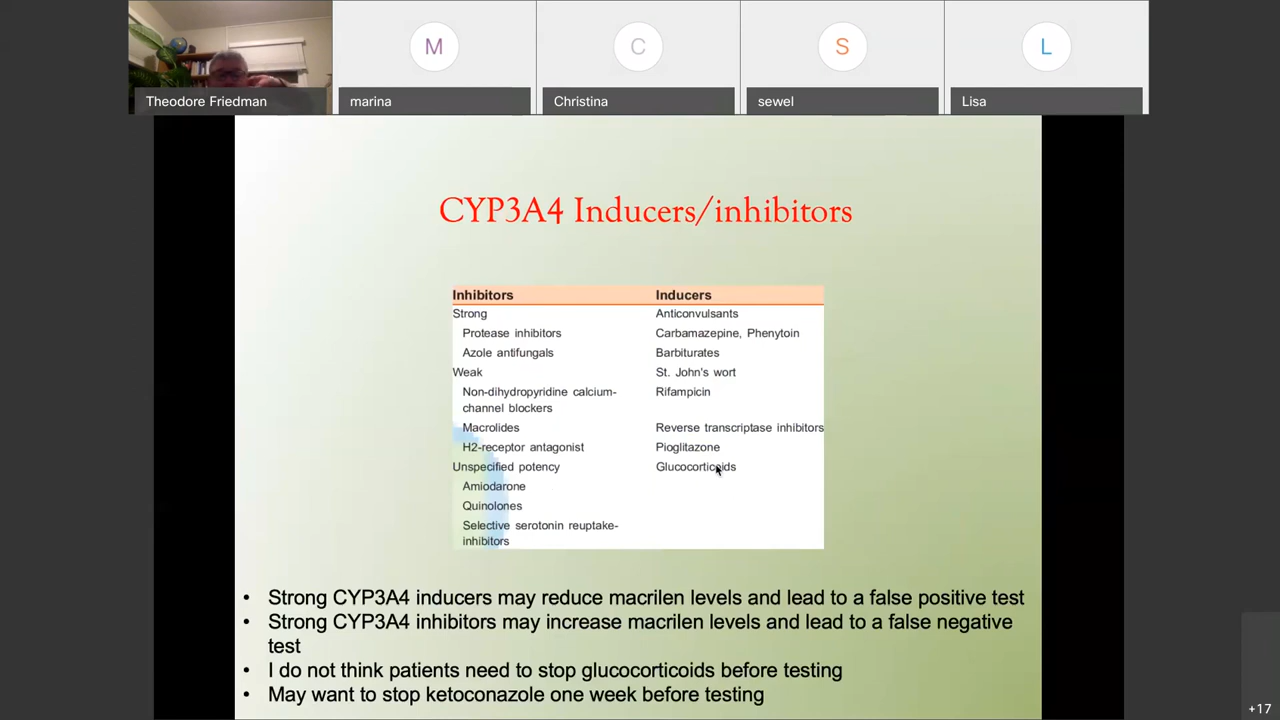 M
C
S
L
Theodore Friedman
marina
Christina
sewel
Lisa
CYP3A4 Inducers/inhibitors
Inhibitors Inducers
Strong Anticonvulsants
Protease inhibitors Carbamazepine, Phenytoin
Azole antifungals Barbiturates
Weak St. John's wort
Non-dihydropyridine calcium- Rifampicin
channel blockers
Macrolides Reverse transcriptase inhibitors
H2-receptor antagonist Pioglitazone
Unspecified potency Glucocorticoids
Amiodarone
Quinolones
Selective serotonin reuptake-
inhibitors
• Strong CYP3A4 inducers may reduce macrilen levels and lead to a false positive test
• Strong CYP3A4 inhibitors may increase macrilen levels and lead to a false negative
test
• I do not think patients need to stop glucocorticoids before testing
• May want to stop ketoconazole one week before testing
+17